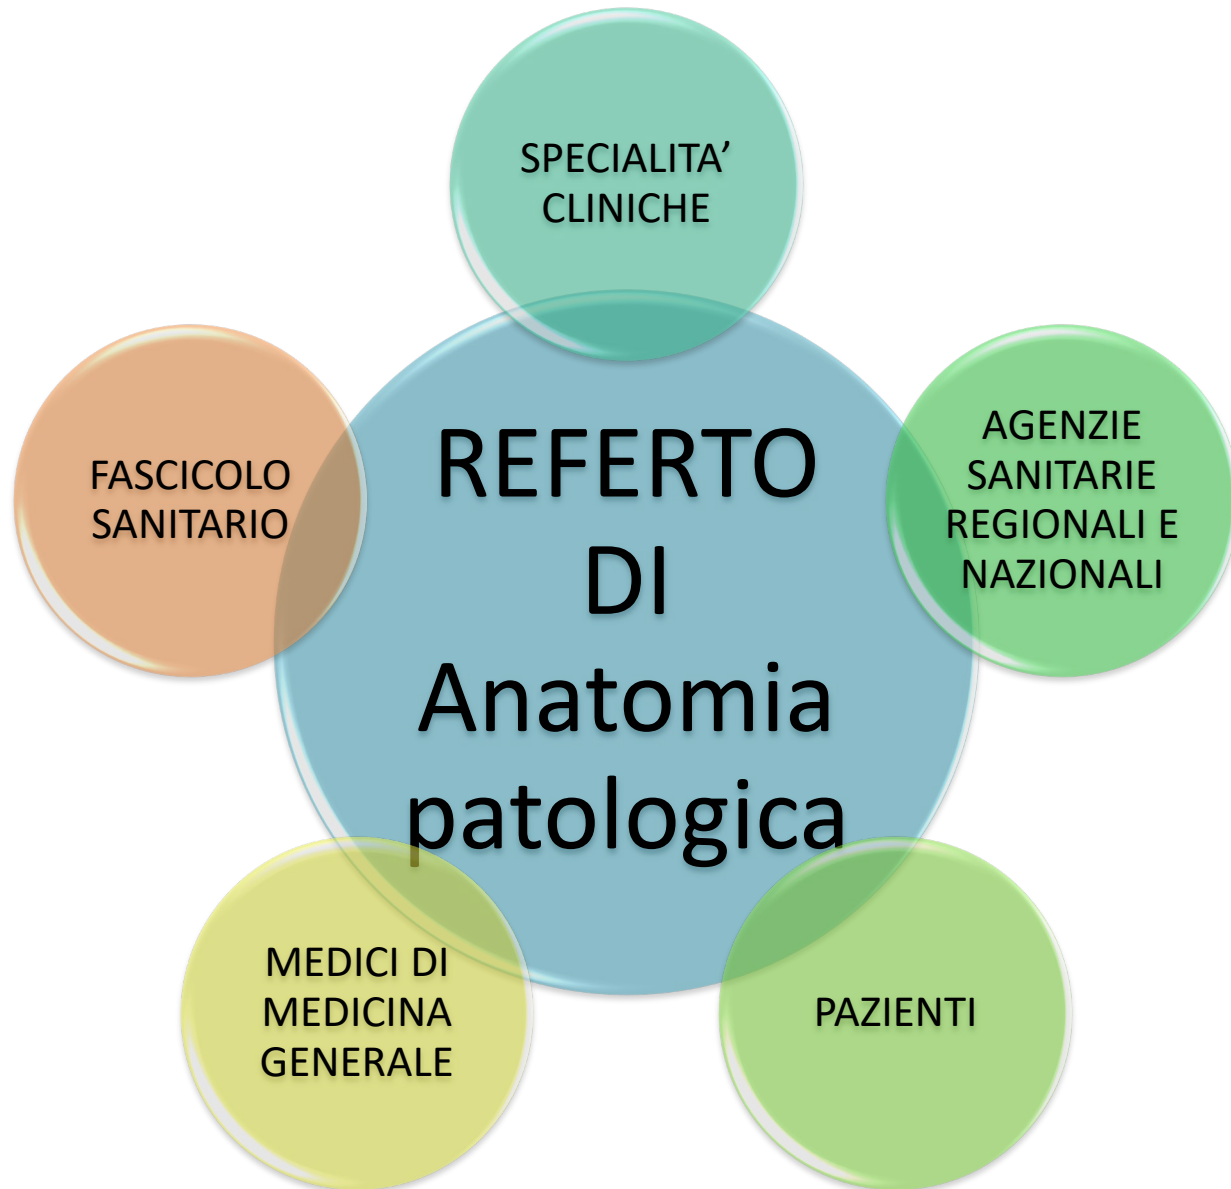 SPECIALITA’
CLINICHE
AGENZIE
SANITARIE
REGIONALI E
NAZIONALI
FASCICOLO
SANITARIO
REFERTO
DI
Anatomia
patologica
MEDICI DI
MEDICINA
GENERALE
PAZIENTI